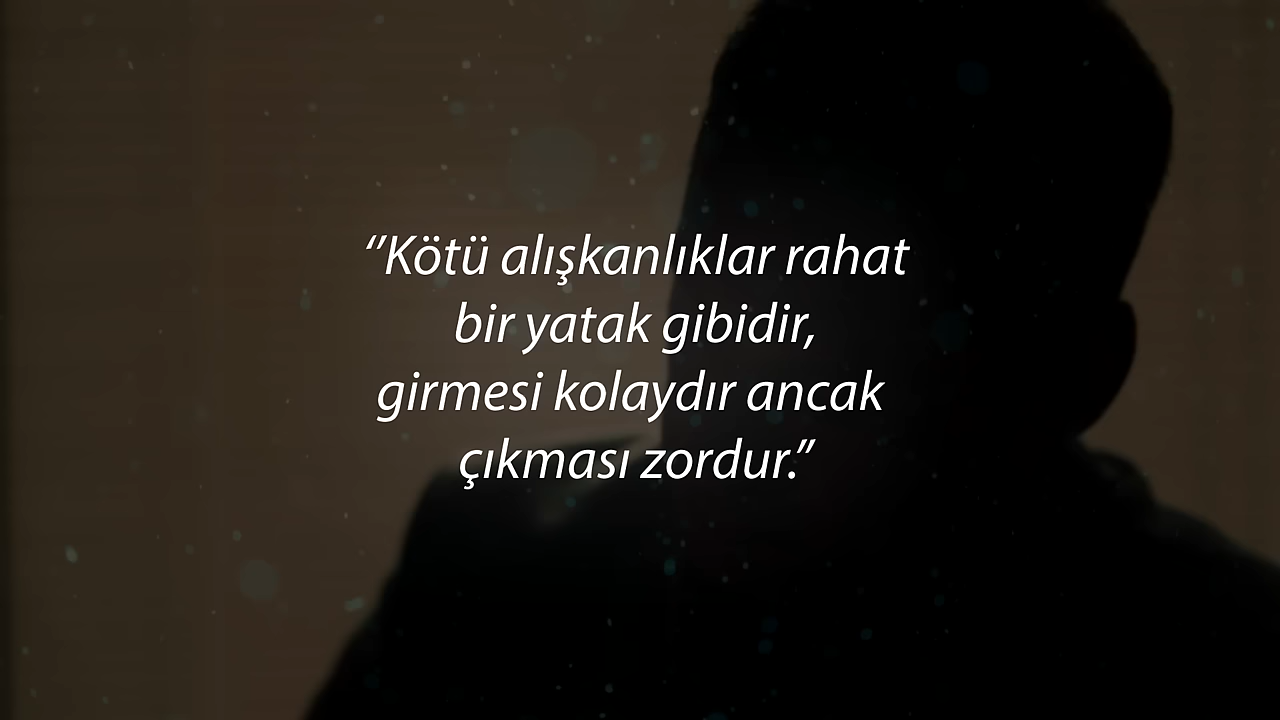 “Kötü alışkanlıklar rahat
bir yatak gibidir,
girmesi kolaydır ancak
çıkması zordur.”